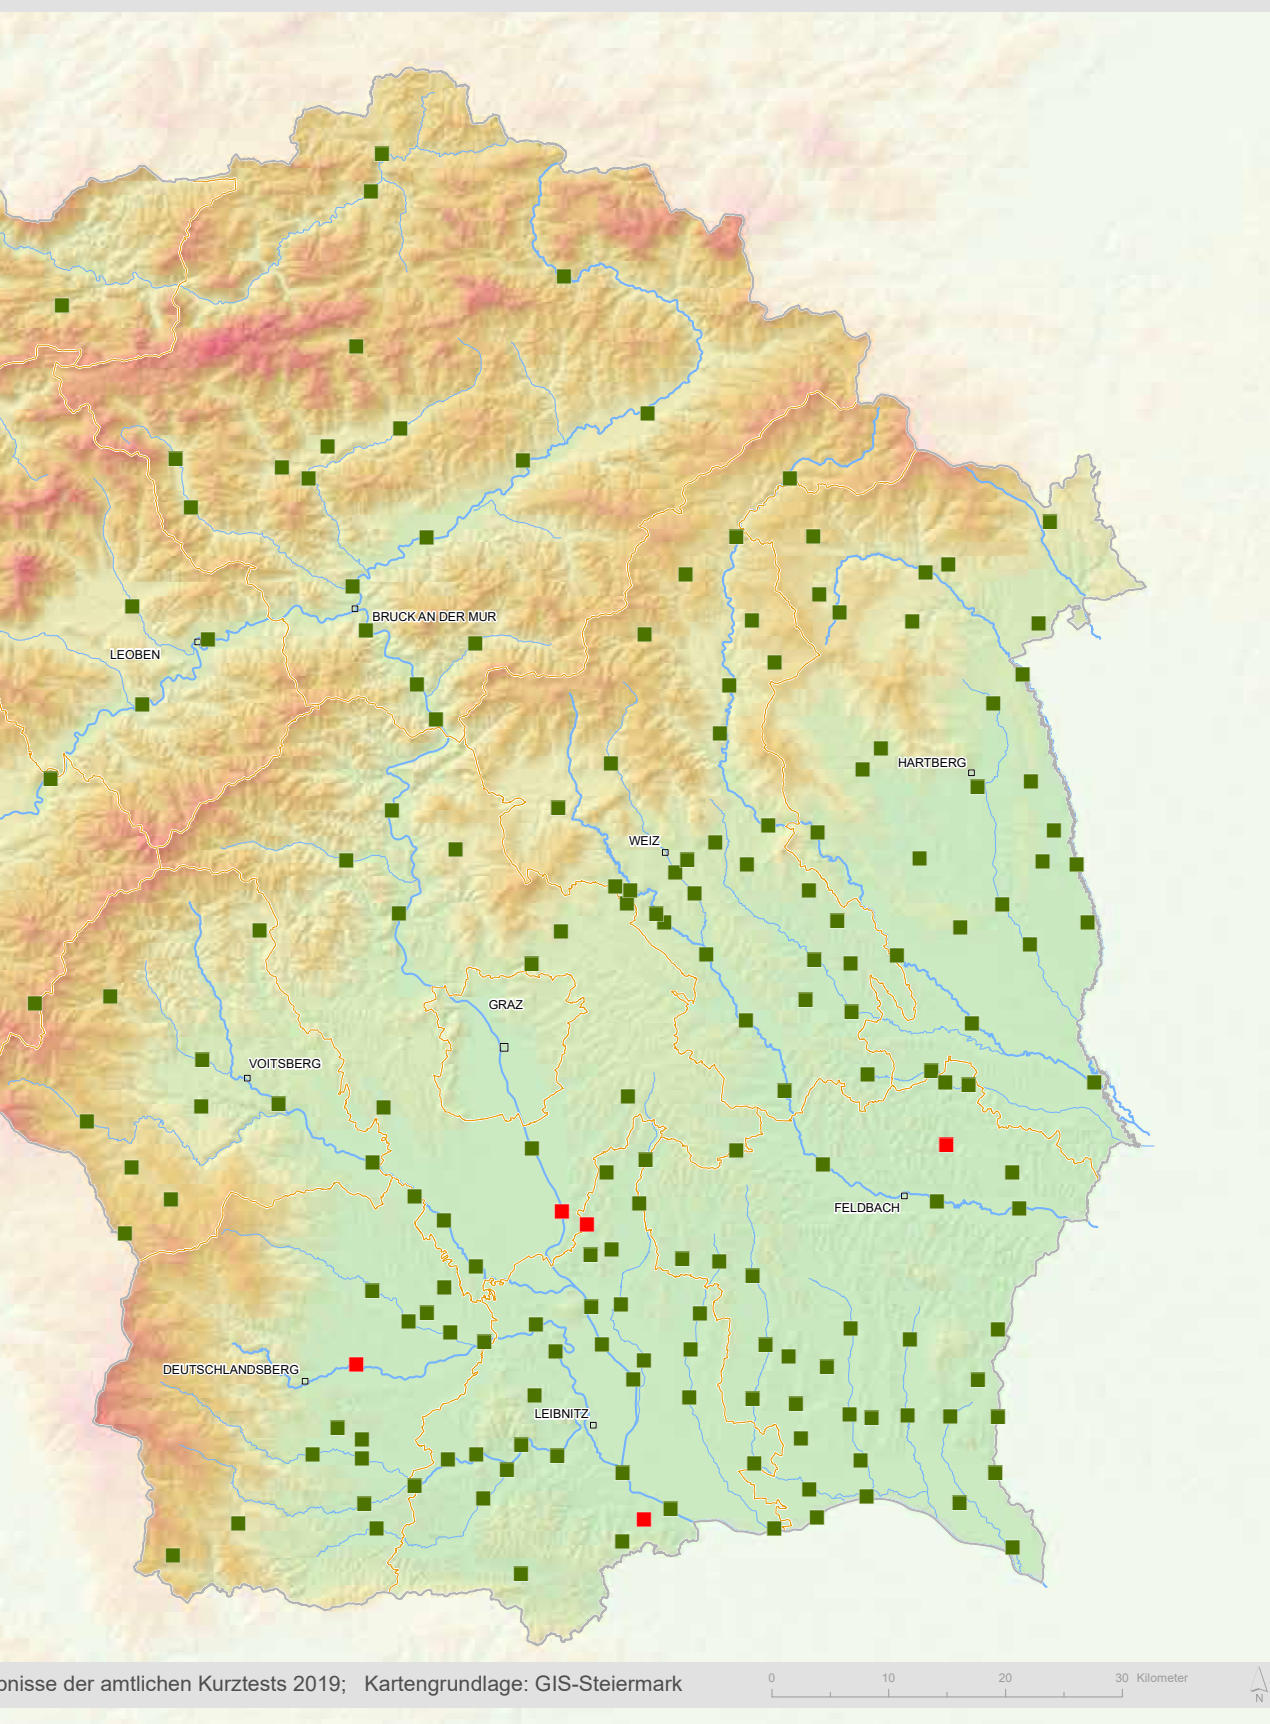 BRUCK AN DER MUR
LEOBEN
HARTBERG
WEIZ
GRAZ
VOITSBERG
FELDBACH
DEUTSCHLANDSBERG
LEIBNITZ
der amtlichen Kurztests 2019; Kartengrundlage: GIS-Steiermark
0 10 20 30 Kilometer
N